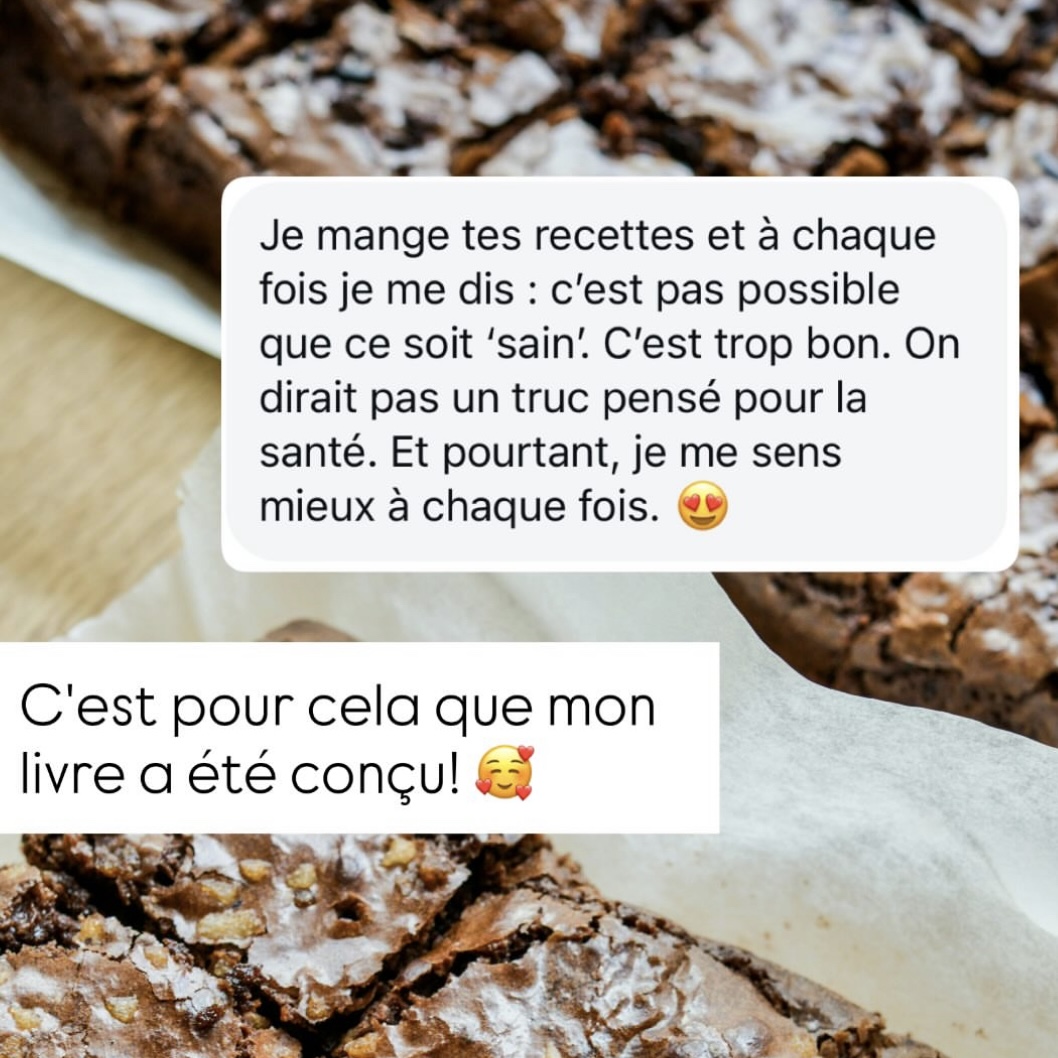 Je mange tes recettes et à chaque
fois je me dis : c’est pas possible
que ce soit ‘sain’. C’est trop bon. On
dirait pas un truc pensé pour la
santé. Et pourtant, je me sens
mieux à chaque fois. 😍
C'est pour cela que mon
livre a été conçu! 🥰